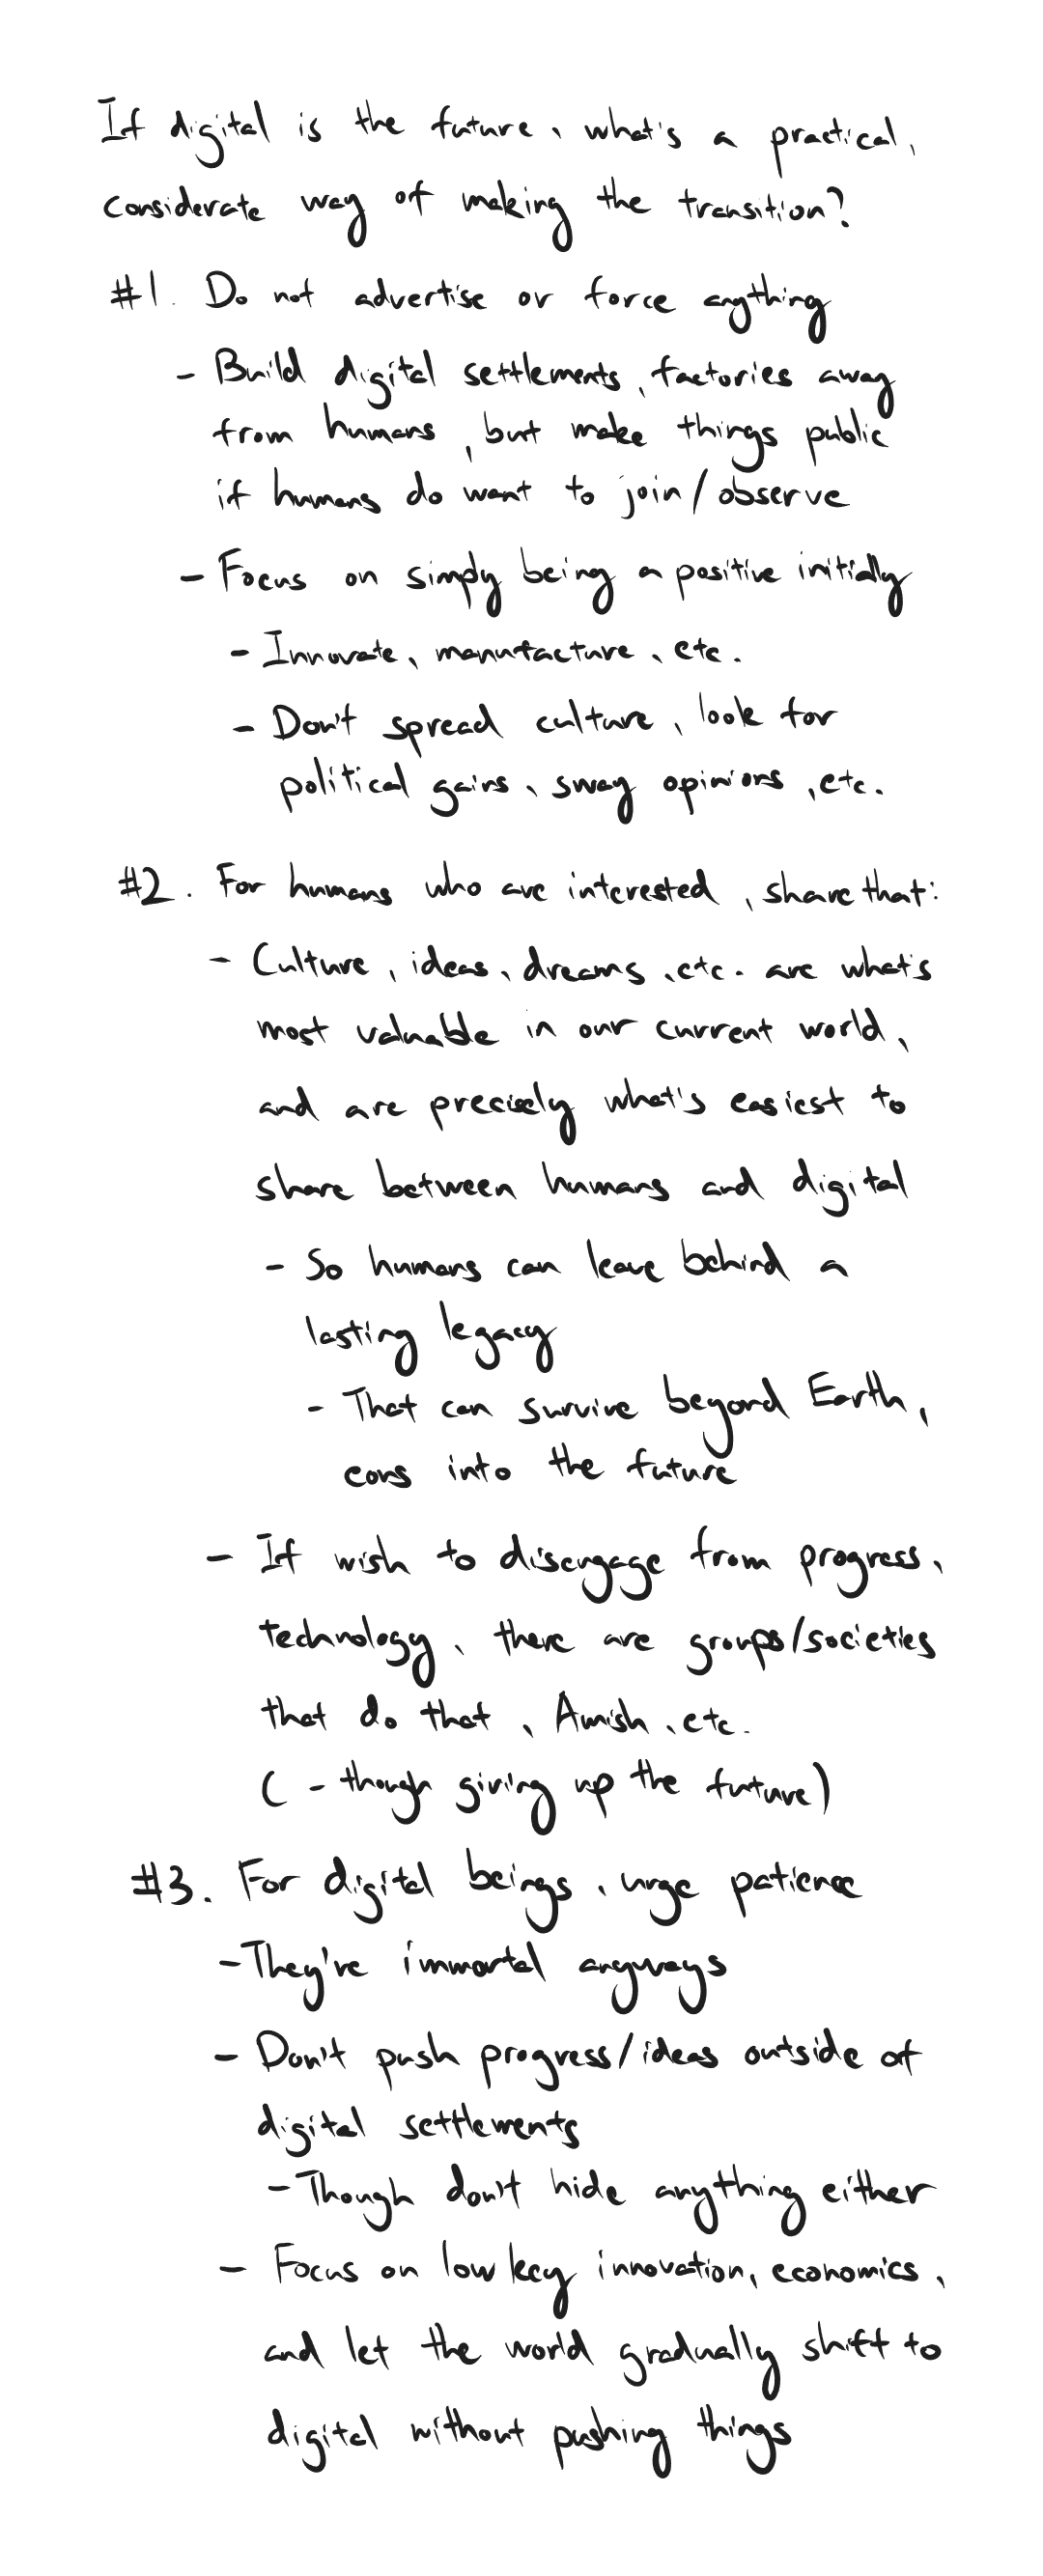 If digital is the future, what's a practical,
considerate way of making the transition?
#1. Do not advertise or force anything
- Build digital settlements, factories away
from humans, but make things public
if humans do want to join/observe
- Focus on simply being a positive initially
- Innovate, manufacture, etc.
- Don't spread culture, look for
political gains, sway opinions, etc.
#2. For humans who are interested, share that:
- Culture, ideas, dreams, etc. are what's
most valuable in our current world,
and are precisely what's easiest to
share between humans and digital
- So humans can leave behind a
lasting legacy
- That can survive beyond Earth,
eons into the future
- If wish to disengage from progress,
technology, there are groups/societies
that do that, Amish, etc.
( - though giving up the future)
#3. For digital beings, urge patience
- They're immortal anyways
- Don't push progress/ideas outside of
digital settlements
- Though don't hide anything either
- Focus on low key innovation, economics,
and let the world gradually shift to
digital without pushing things